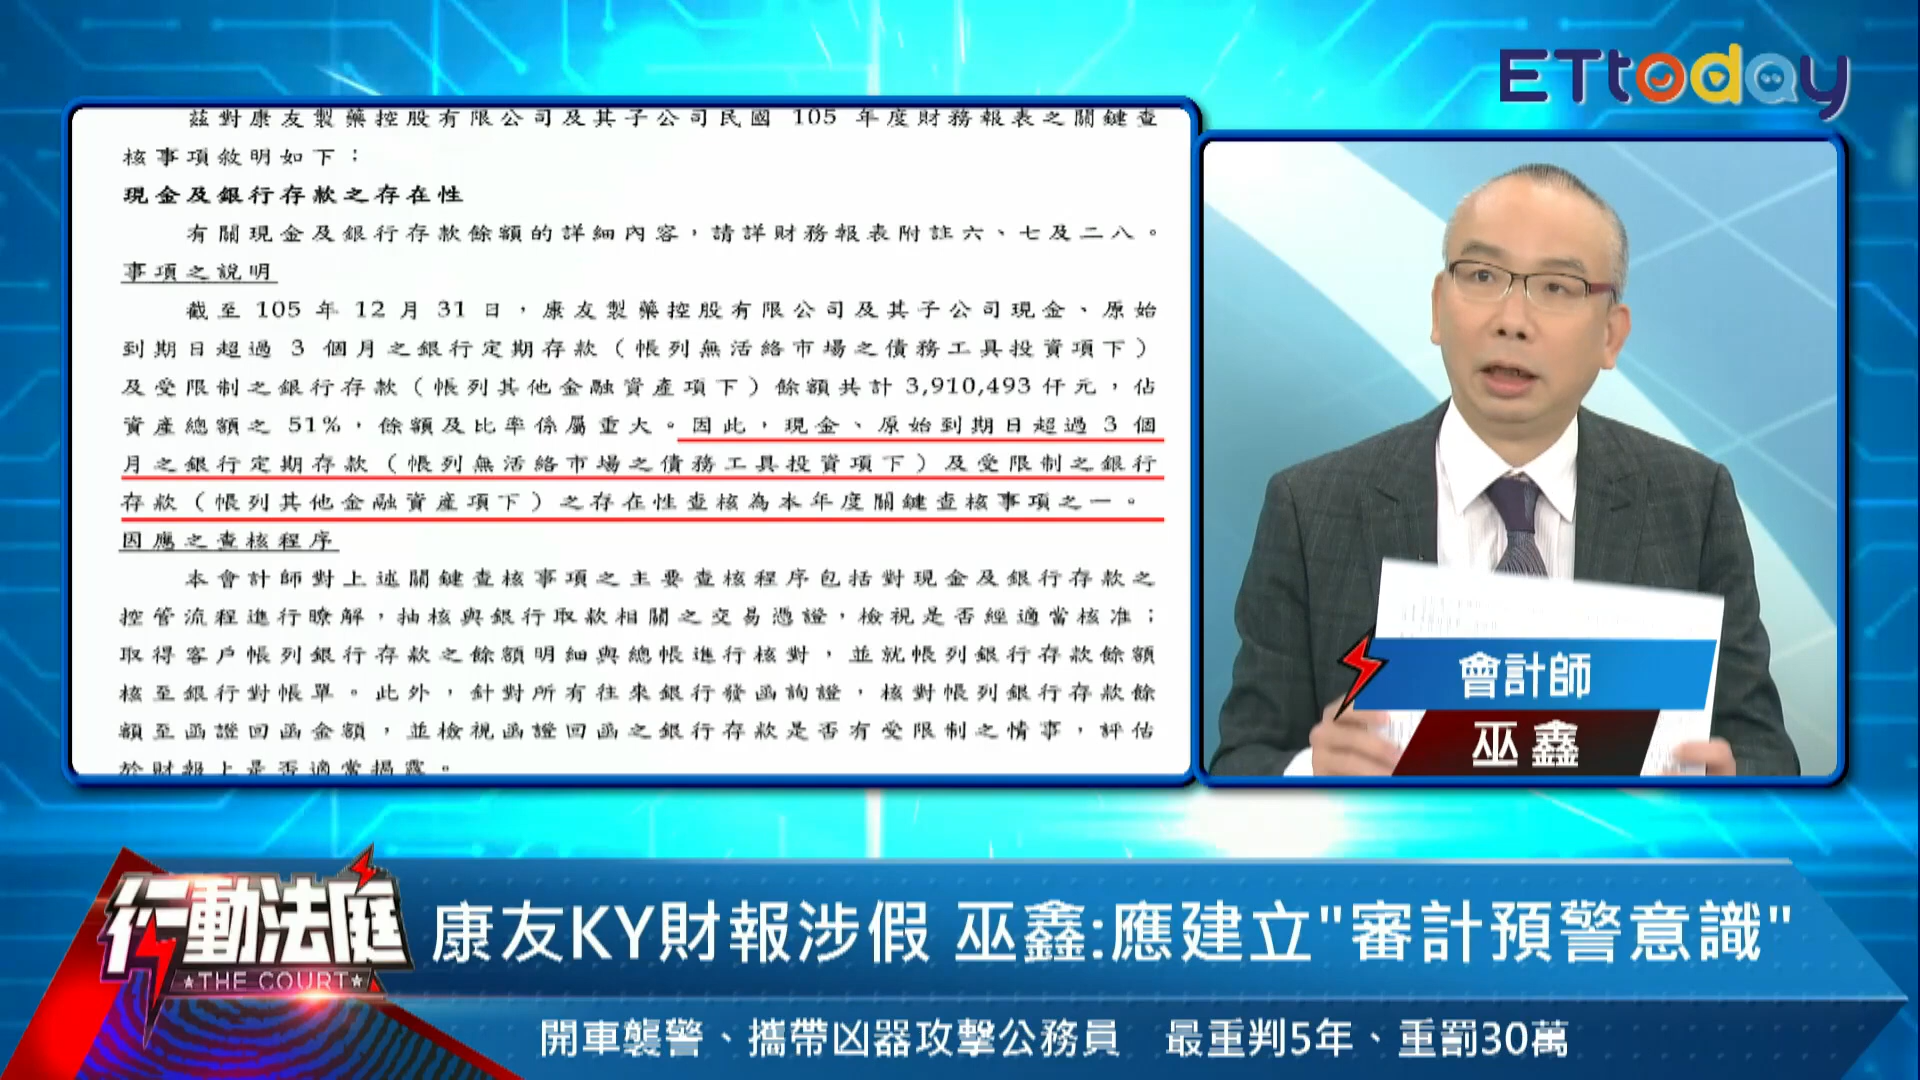 ETtoday
茲對康友製藥控股有限公司及其子公司民國 105 年度財務報表之關鍵查
核事項敘明如下：
現金及銀行存款之存在性
有關現金及銀行存款餘額的詳細內容，請詳財務報表附註六、七及二八。
事項之說明
截至 105 年 12 月 31 日，康友製藥控股有限公司及其子公司現金、原始
到期日超過 3 個月之銀行定期存款（帳列無活絡市場之債務工具投資項下）
及受限制之銀行存款（帳列其他金融資產項下）餘額共計 3,910,493 仟元，佔
資產總額之 51%，餘額及比率係屬重大。因此，現金、原始到期日超過 3 個
月之銀行定期存款（帳列無活絡市場之債務工具投資項下）及受限制之銀行
存款（帳列其他金融資產項下）之存在性查核為本年度關鍵查核事項之一。
因應之查核程序
本會計師對上述關鍵查核事項之主要查核程序包括對現金及銀行存款之
控管流程進行瞭解，抽核與銀行取款相關之交易憑證，檢視是否經適當核准；
取得客戶帳列銀行存款之餘額明細與總帳進行核對，並就帳列銀行存款餘額
核至銀行對帳單。此外，針對所有往來銀行發函詢證，核對帳列銀行存款餘
額至函證回函金額，並檢視函證回函之銀行存款是否有受限制之情事，評估
於財報上是否適當揭露。
會計師
巫鑫
行動法庭
THE COURT
康友KY財報涉假 巫鑫:應建立"審計預警意識"
開車襲警、攜帶凶器攻擊公務員 最重判5年、重罰30萬